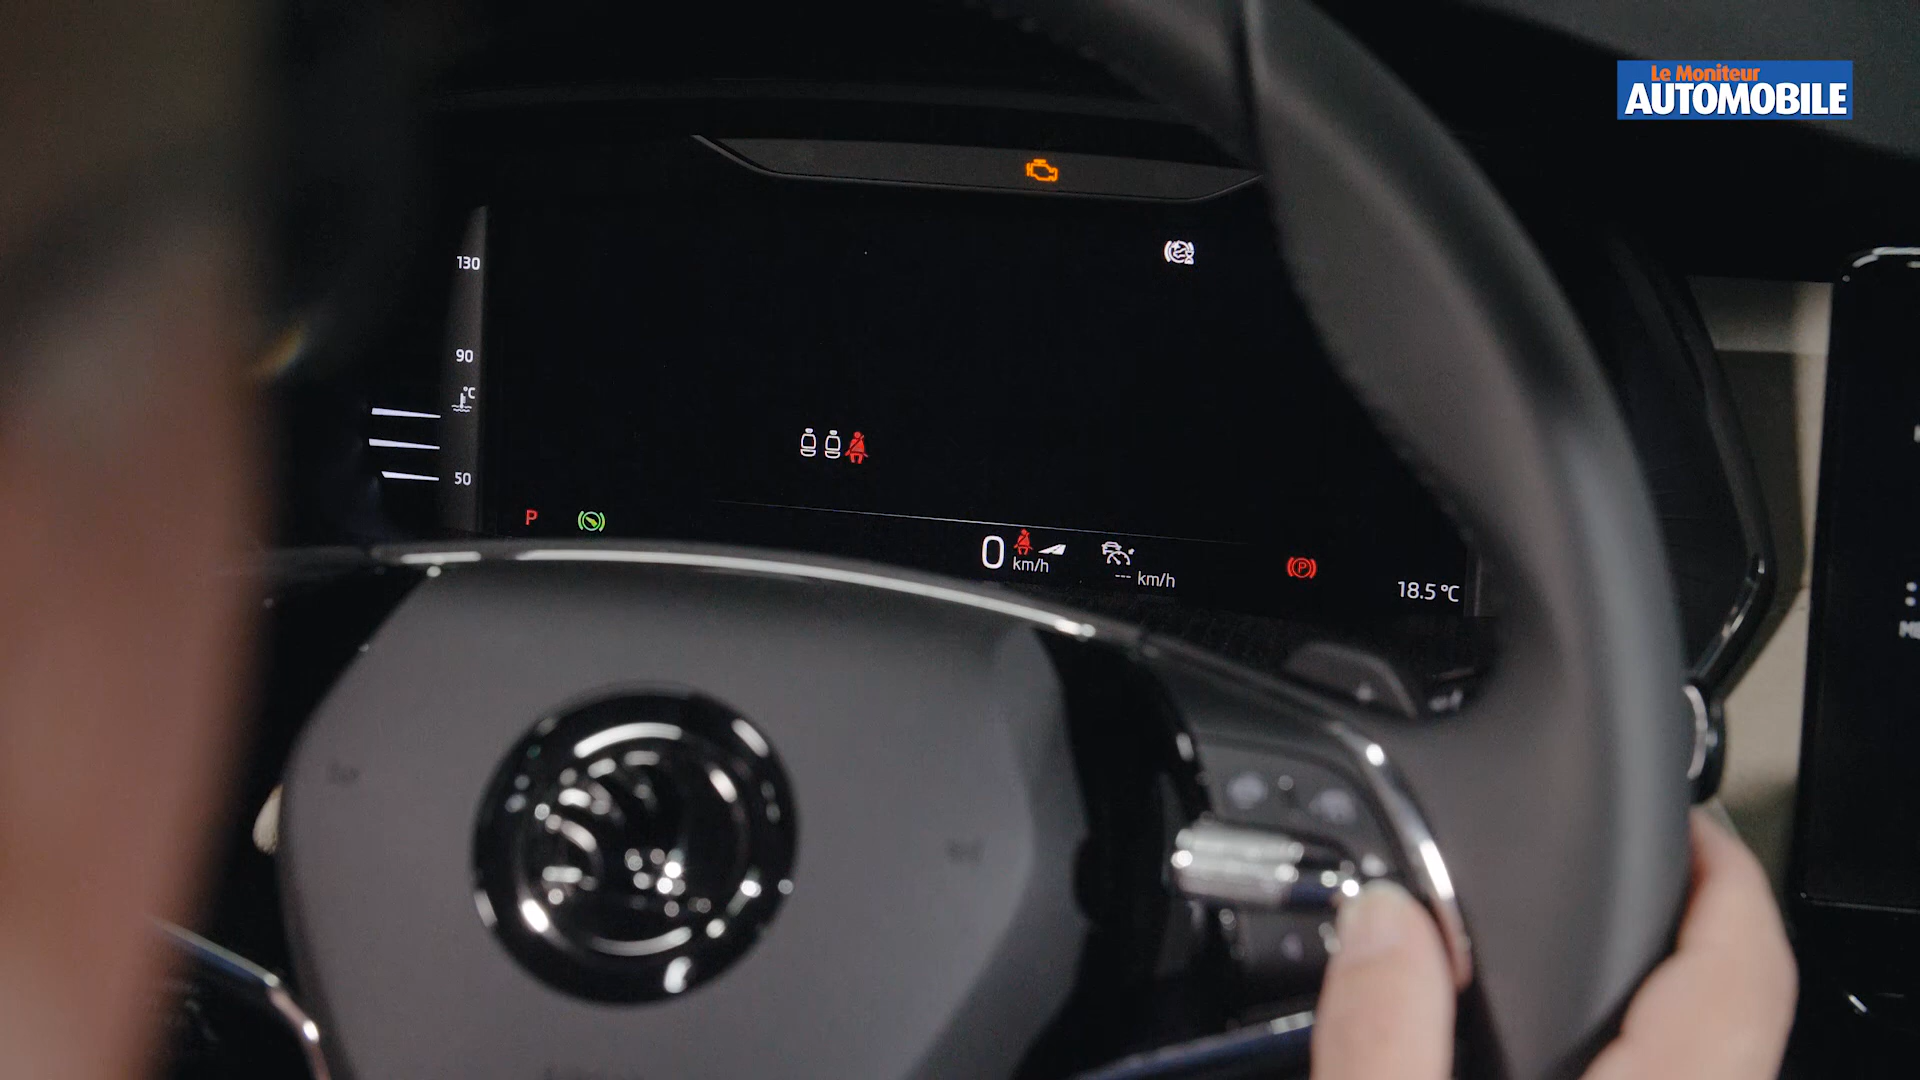 Le Moniteur
AUTOMOBILE
130
90
°C
50
P
0
km/h
--- km/h
P
18.5 °C